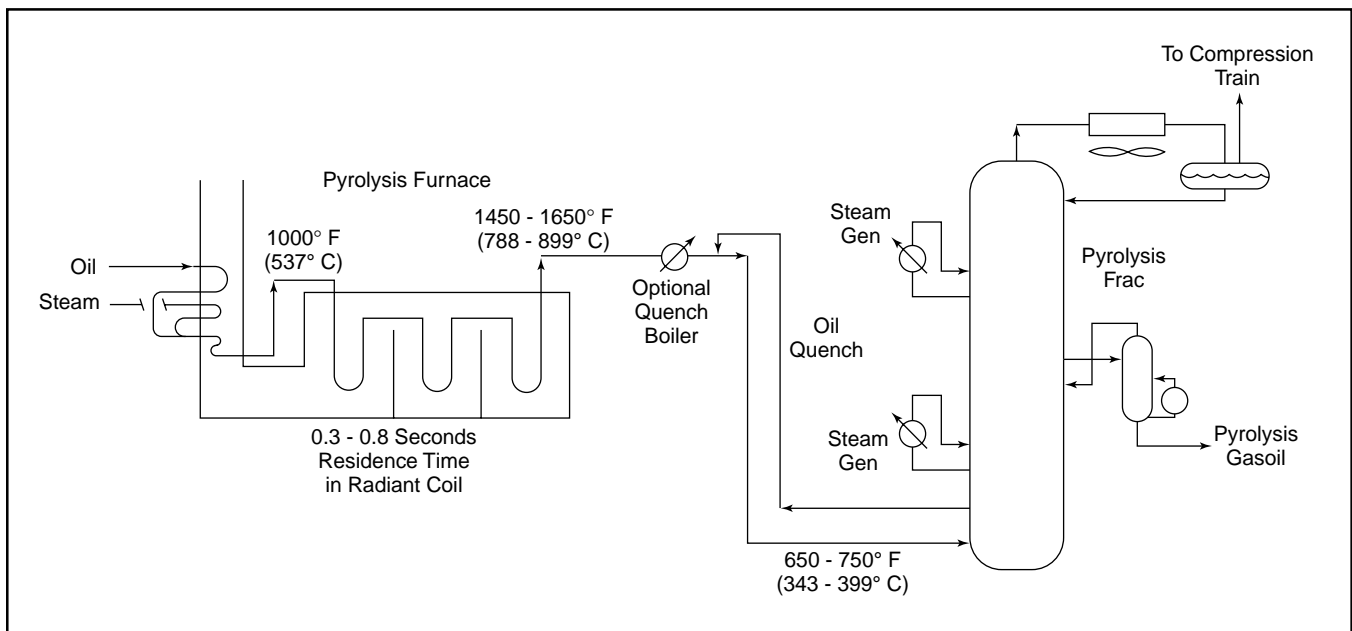 To Compression
Train
Pyrolysis Furnace
1450 - 1650° F
(788 - 899° C)
1000° F
(537° C)
Oil
Steam
Optional
Quench
Boiler
Steam
Gen
Pyrolysis
Frac
Oil
Quench
Steam
Gen
Pyrolysis
Gasoil
0.3 - 0.8 Seconds
Residence Time
in Radiant Coil
650 - 750° F
(343 - 399° C)